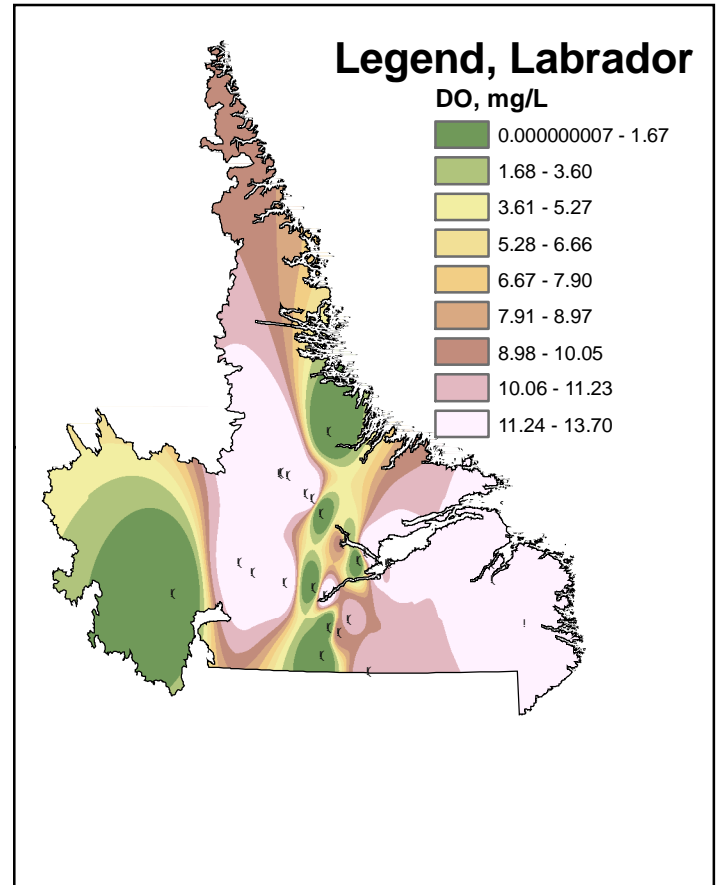 Legend, Labrador
DO, mg/L
0.000000007 - 1.67
1.68 - 3.60
3.61 - 5.27
5.28 - 6.66
6.67 - 7.90
7.91 - 8.97
8.98 - 10.05
10.06 - 11.23
11.24 - 13.70